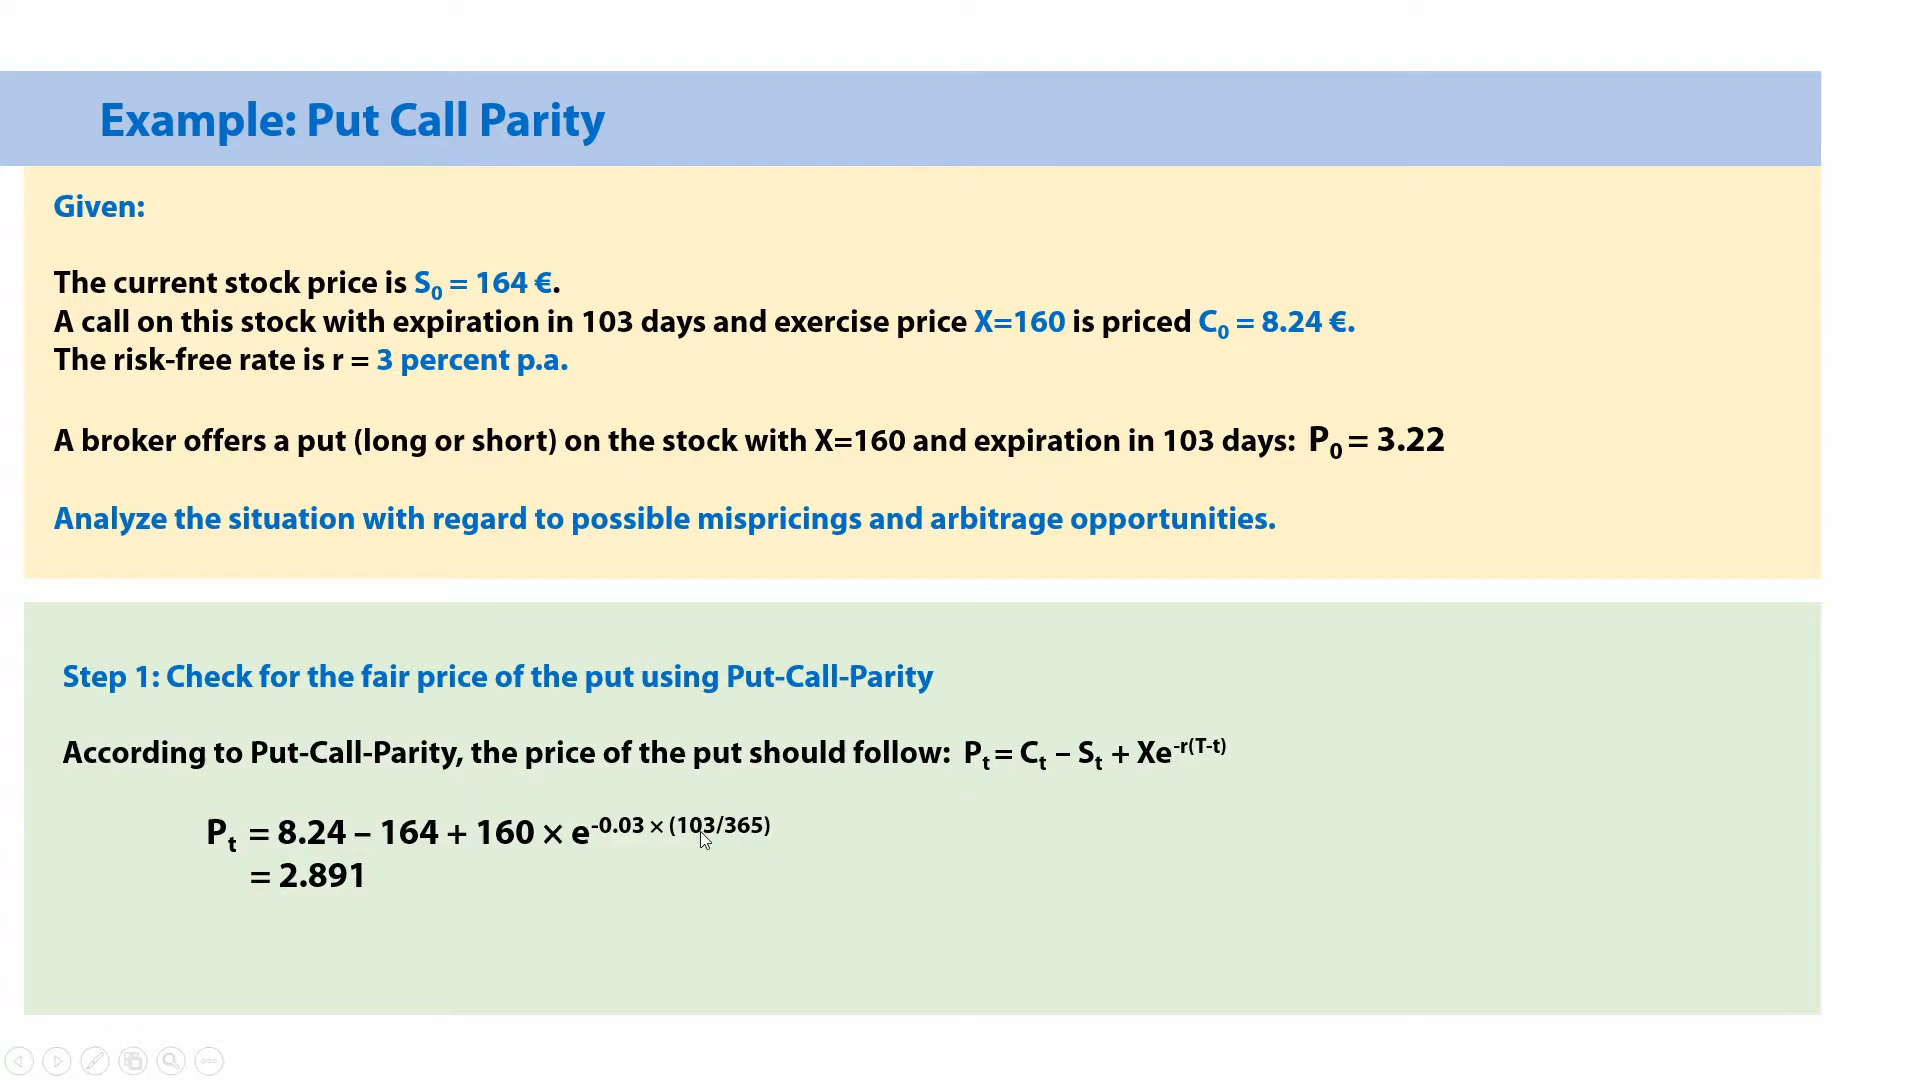 Example: Put Call Parity
Given:
The current stock price is S₀ = 164 €.
A call on this stock with expiration in 103 days and exercise price X=160 is priced C₀ = 8.24 €.
The risk-free rate is r = 3 percent p.a.
A broker offers a put (long or short) on the stock with X=160 and expiration in 103 days: P₀ = 3.22
Analyze the situation with regard to possible mispricings and arbitrage opportunities.
Step 1: Check for the fair price of the put using Put-Call-Parity
According to Put-Call-Parity, the price of the put should follow: Pₜ = Cₜ – Sₜ + Xe^-r(T-t)
Pₜ = 8.24 – 164 + 160 × e^-0.03 × (103/365)
= 2.891